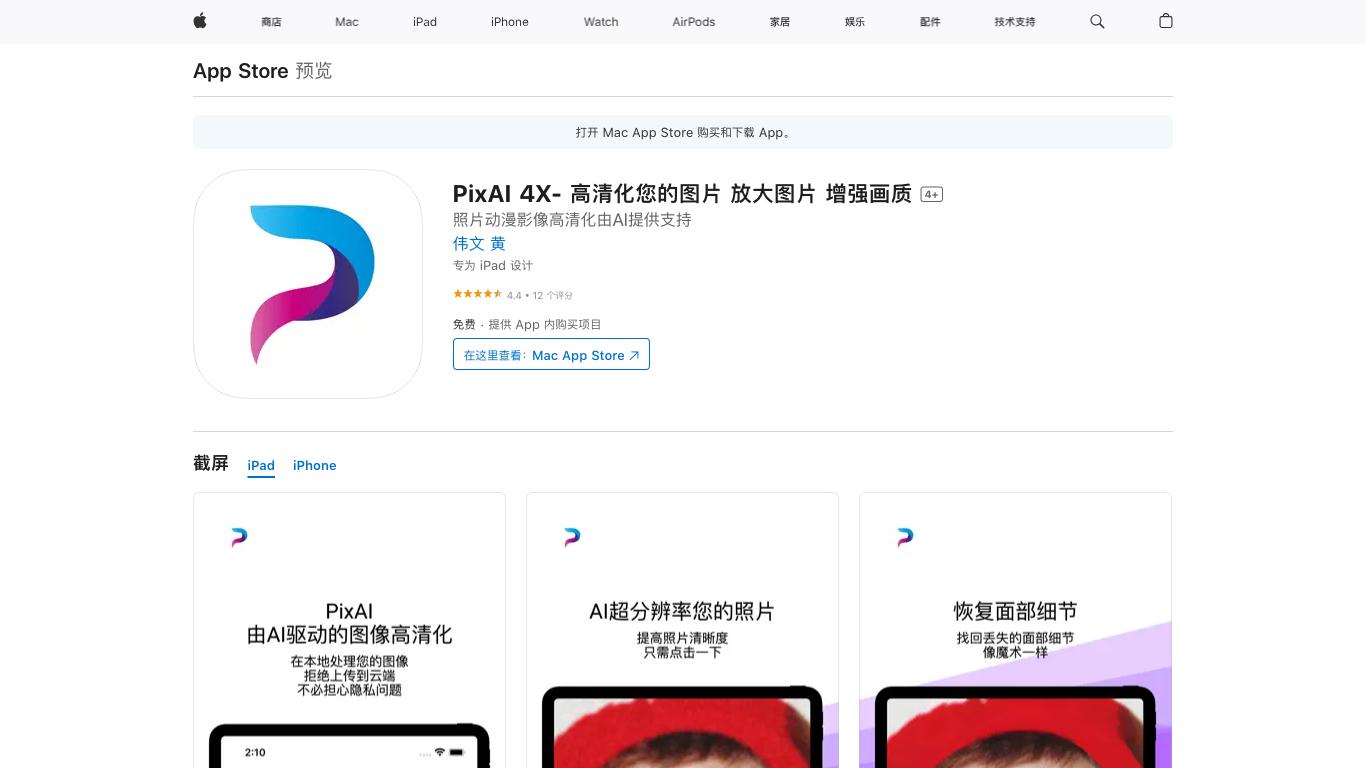 商店 Mac iPad iPhone Watch AirPods 家居 娱乐 配件 技术支持
App Store 预览
打开 Mac App Store 购买和下载 App。
PixAI 4X- 高清化您的图片 放大图片 增强画质 4+
照片动漫影像高清化由AI提供支持
伟文 黄
专为 iPad 设计
4.4 • 12 个评分
免费 · 提供 App 内购买项目
在这里查看：Mac App Store
截屏 iPad iPhone
PixAI
由AI驱动的图像高清化
在本地处理您的图像
拒绝上传到云端
不必担心隐私问题
2:10
AI超分辨率您的照片
提高照片清晰度
只需点击一下
恢复面部细节
找回丢失的面部细节
像魔术一样